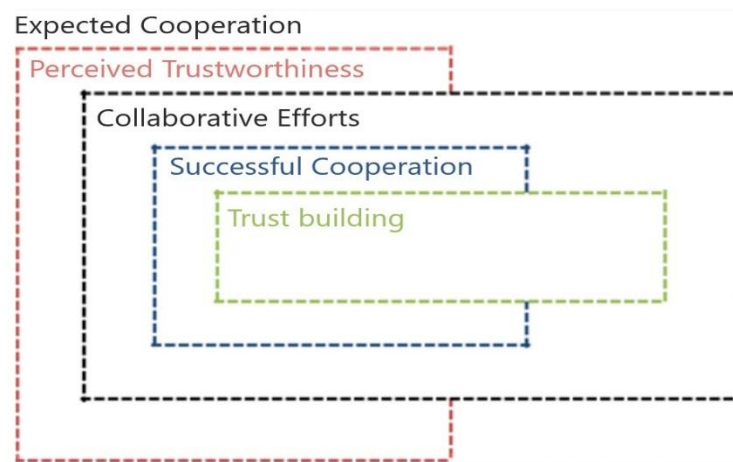 Expected Cooperation
Perceived Trustworthiness
Collaborative Efforts
Successful Cooperation
Trust building